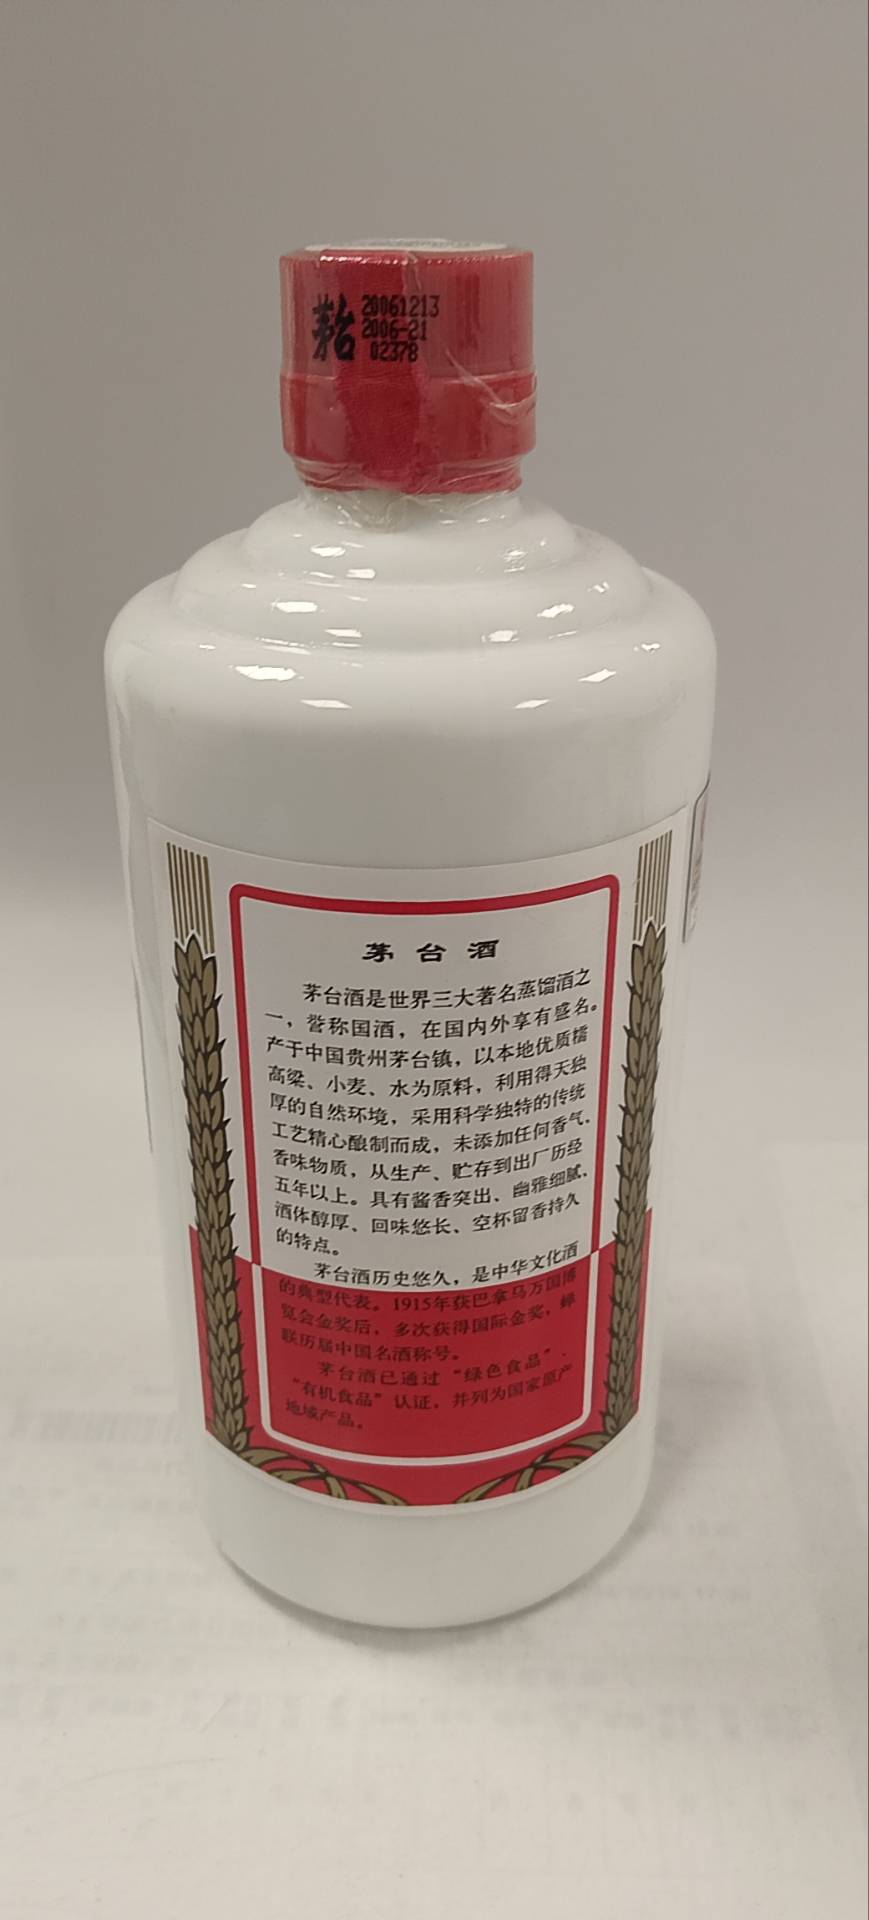 茅台
20061213
2006-21
02378
茅台酒
茅台酒是世界三大著名蒸馏酒之
一，誉称国酒，在国内外享有盛名。
产于中国贵州茅台镇，以本地优质糯
高粱、小麦、水为原料，利用得天独
厚的自然环境，采用科学独特的传统
工艺精心酿制而成，未添加任何香气、
香味物质，从生产、贮存到出厂历经
五年以上。具有酱香突出、幽雅细腻、
酒体醇厚、回味悠长、空杯留香持久
的特点。
茅台酒历史悠久，是中华文化酒
的典型代表。1915年获巴拿马万国博
览会金奖后，多次获得国际金奖，蝉
联历届中国名酒称号。
茅台酒已通过“绿色食品”、
“有机食品”认证，并列为国家原产
地域产品。